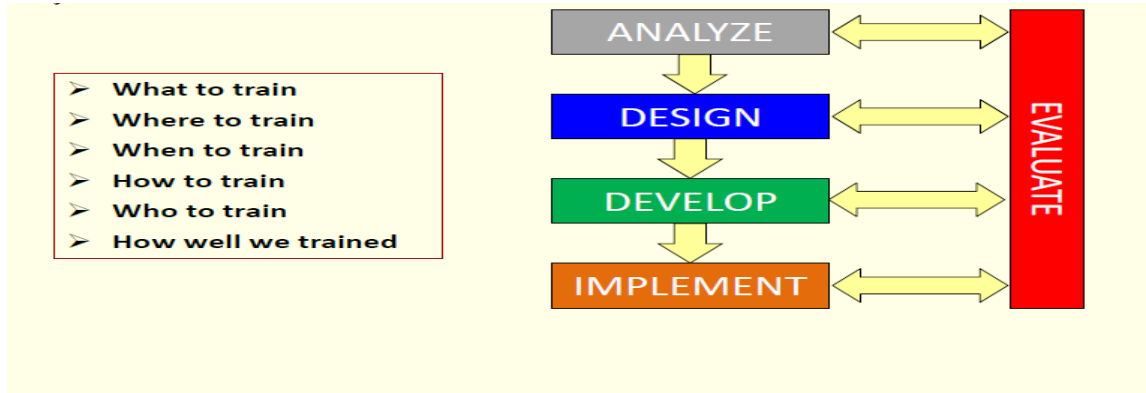 ➢ What to train
➢ Where to train
➢ When to train
➢ How to train
➢ Who to train
➢ How well we trained
ANALYZE
DESIGN
DEVELOP
IMPLEMENT
EVALUATE